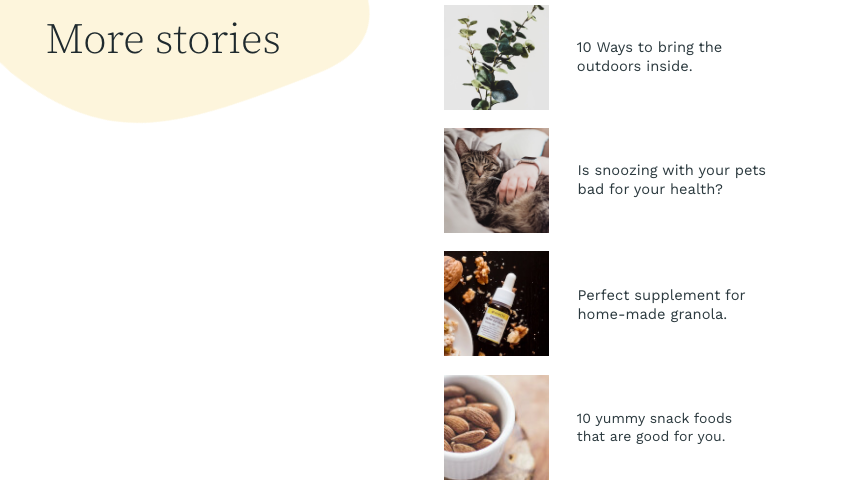 More stories
10 Ways to bring the
outdoors inside.
Is snoozing with your pets
bad for your health?
Perfect supplement for
home-made granola.
10 yummy snack foods
that are good for you.